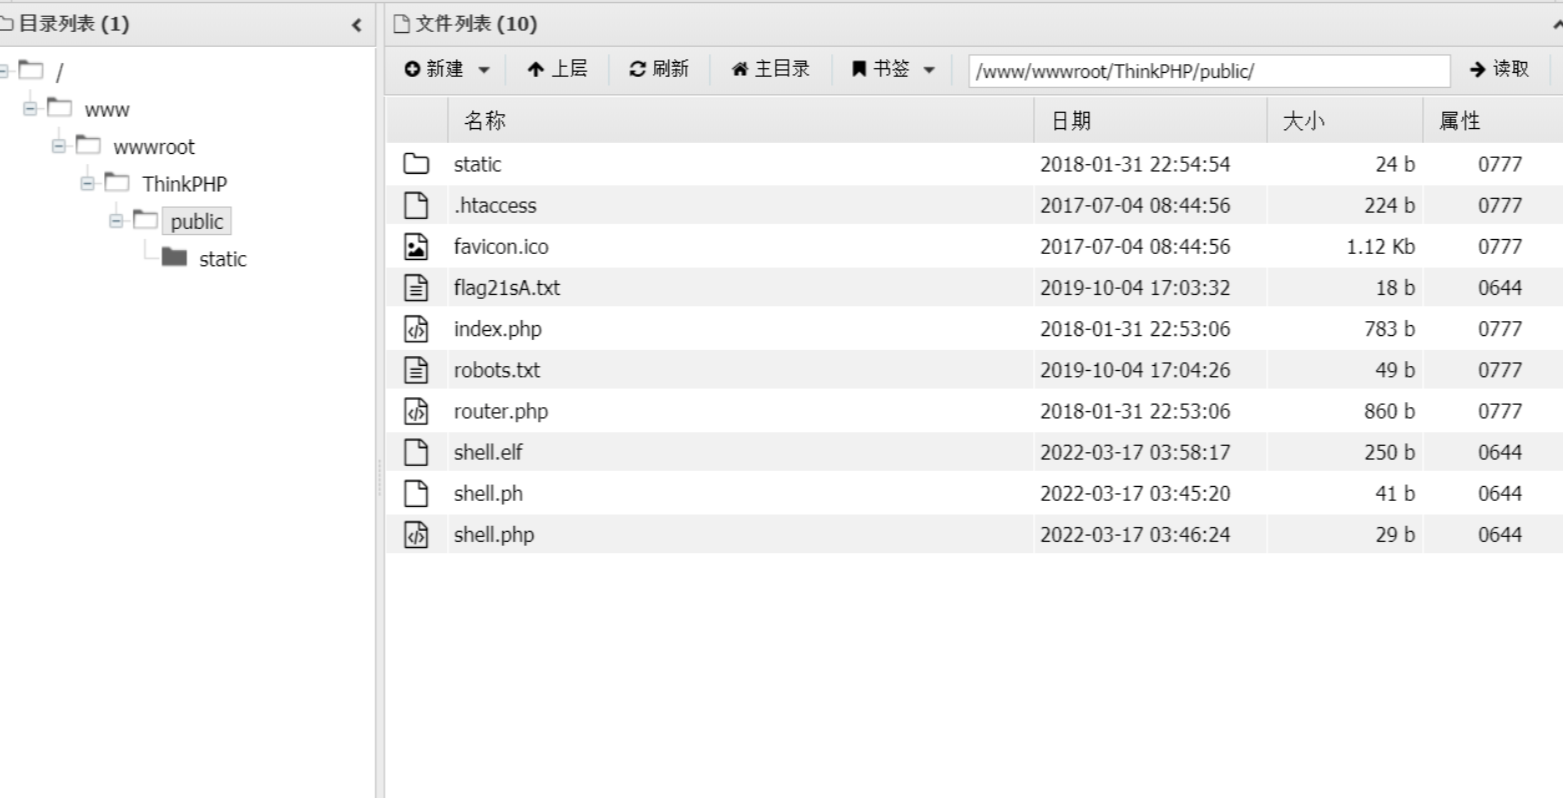 目录列表 (1)
/
www
wwwroot
ThinkPHP
public
static
文件列表 (10)
新建 上层 刷新 主目录 书签 /www/wwwroot/ThinkPHP/public/ 读取
名称 日期 大小 属性
static 2018-01-31 22:54:54 24 b 0777
.htaccess 2017-07-04 08:44:56 224 b 0777
favicon.ico 2017-07-04 08:44:56 1.12 Kb 0777
flag21sA.txt 2019-10-04 17:03:32 18 b 0644
index.php 2018-01-31 22:53:06 783 b 0777
robots.txt 2019-10-04 17:04:26 49 b 0777
router.php 2018-01-31 22:53:06 860 b 0777
shell.elf 2022-03-17 03:58:17 250 b 0644
shell.ph 2022-03-17 03:45:20 41 b 0644
shell.php 2022-03-17 03:46:24 29 b 0644